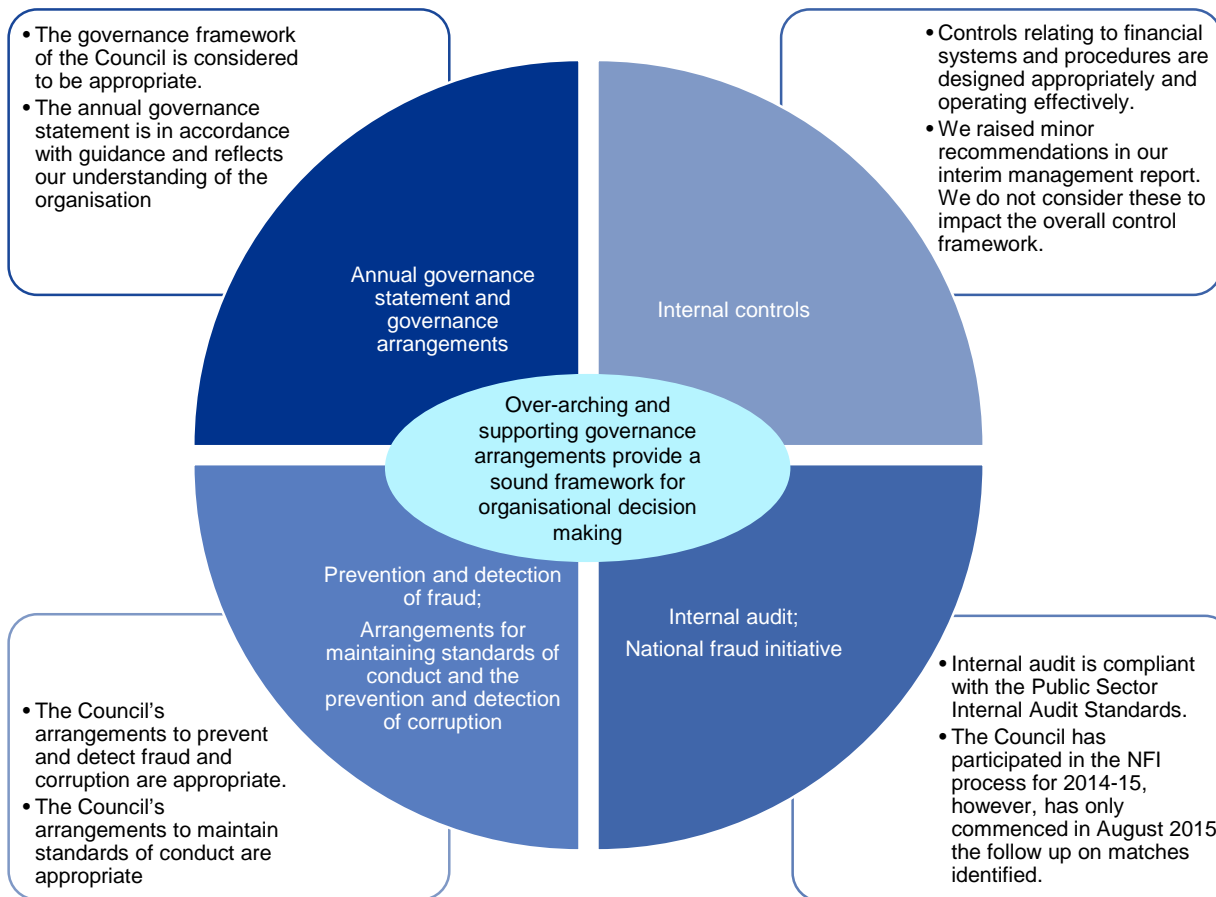 • The governance framework
of the Council is considered
to be appropriate.
• The annual governance
statement is in accordance
with guidance and reflects
our understanding of the
organisation
• Controls relating to financial
systems and procedures are
designed appropriately and
operating effectively.
• We raised minor
recommendations in our
interim management report.
We do not consider these to
impact the overall control
framework.
Annual governance
statement and
governance
arrangements
Internal controls
Over-arching and
supporting governance
arrangements provide a
sound framework for
organisational decision
making
Prevention and detection
of fraud;
Arrangements for
maintaining standards of
conduct and the
prevention and detection
of corruption
Internal audit;
National fraud initiative
• The Council’s
arrangements to prevent
and detect fraud and
corruption are appropriate.
• The Council’s
arrangements to maintain
standards of conduct are
appropriate
• Internal audit is compliant
with the Public Sector
Internal Audit Standards.
• The Council has
participated in the NFI
process for 2014-15,
however, has only
commenced in August 2015
the follow up on matches
identified.